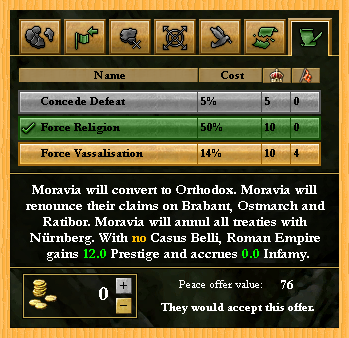 Name Cost
Concede Defeat 5% 5 0
Force Religion 50% 10 0
Force Vassalisation 14% 10 4
Moravia will convert to Orthodox. Moravia will
renounce their claims on Brabant, Ostmarch and
Ratibor. Moravia will annul all treaties with
Nürnberg. With no Casus Belli, Roman Empire
gains 12.0 Prestige and accrues 0.0 Infamy.
0 + Peace offer value: 76
− They would accept this offer.